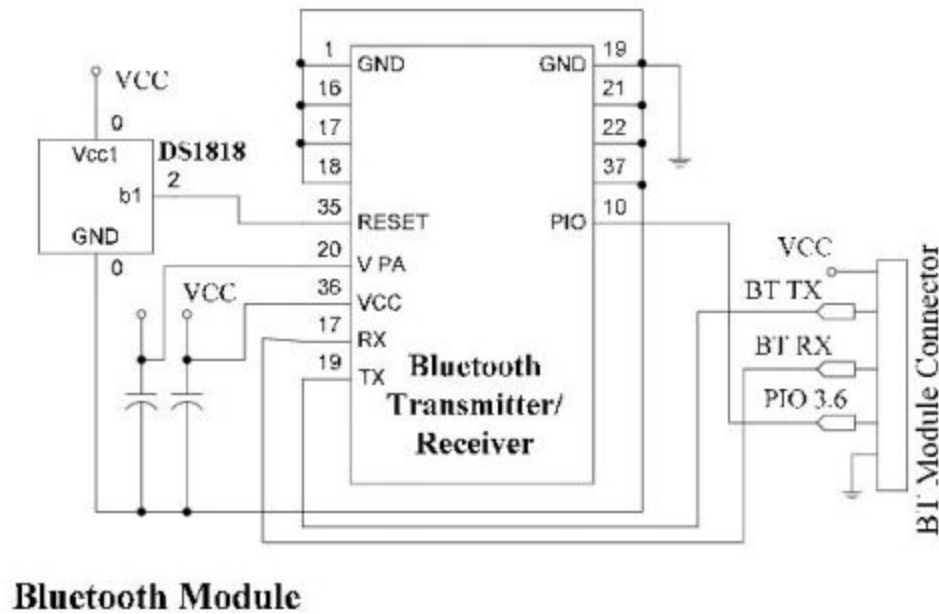 1
GND
GND
19
16
21
17
22
18
37
35
RESET
PIO
10
20
V PA
36
VCC
17
RX
19
TX
Bluetooth
Transmitter/
Receiver
VCC
0
Vcc1
DS1818
2
b1
GND
0
VCC
VCC
BT TX
BT RX
PIO 3.6
BT Module Connector
Bluetooth Module